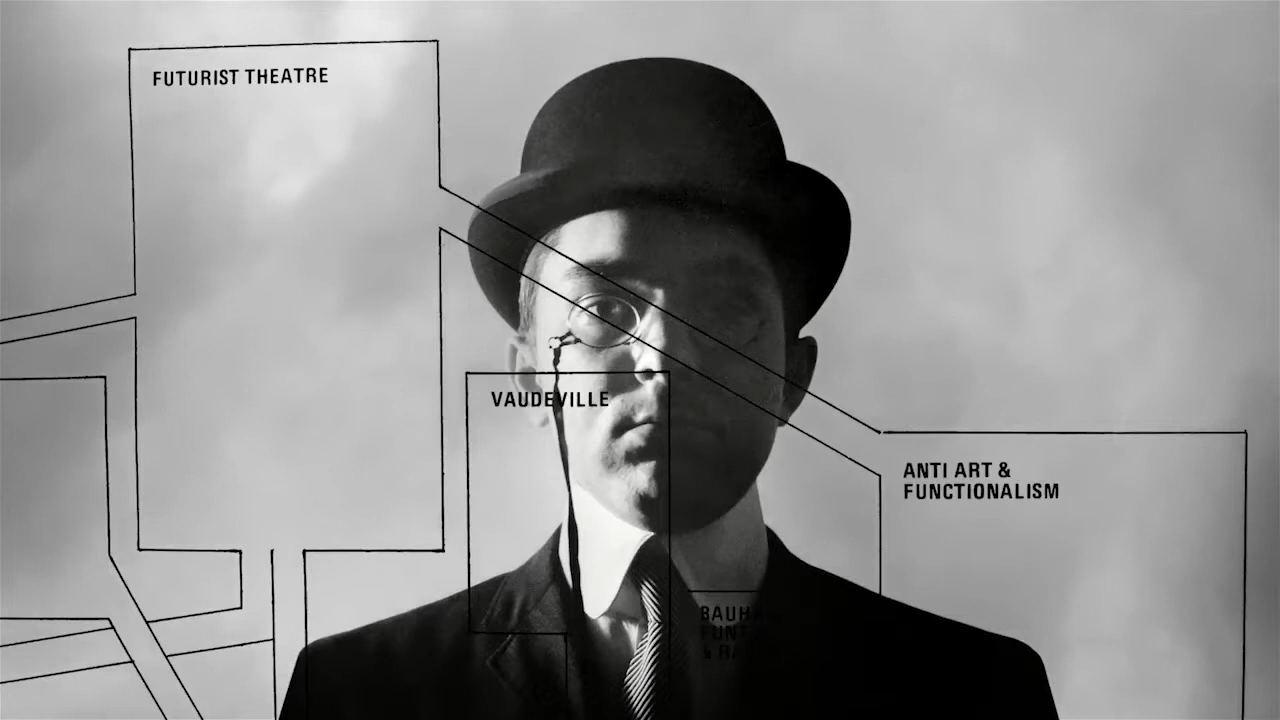 FUTURIST THEATRE
VAUDEVILLE
ANTI ART &
FUNCTIONALISM